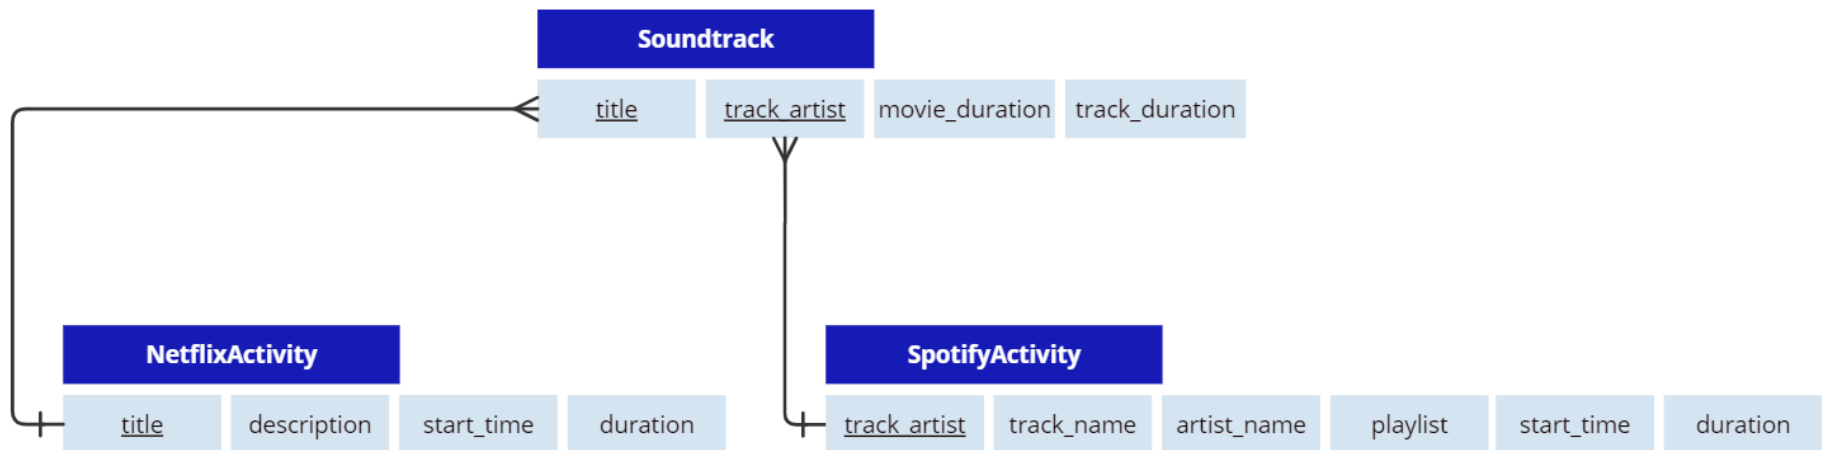 Soundtrack
title track_artist movie_duration track_duration
NetflixActivity
title description start_time duration
SpotifyActivity
track_artist track_name artist_name playlist start_time duration